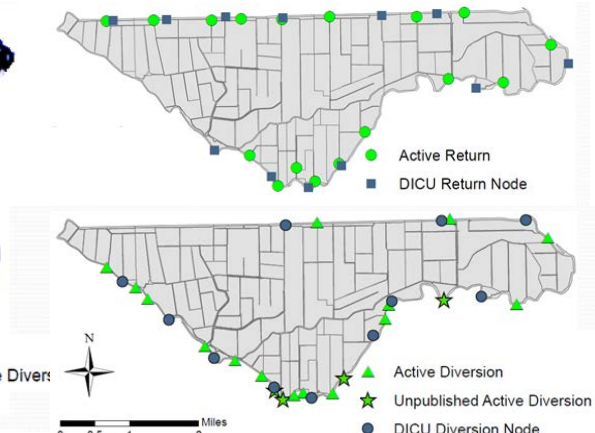 Active Return
DICU Return Node
N
Active Diversion
Unpublished Active Diversion
DICU Diversion Node
Miles